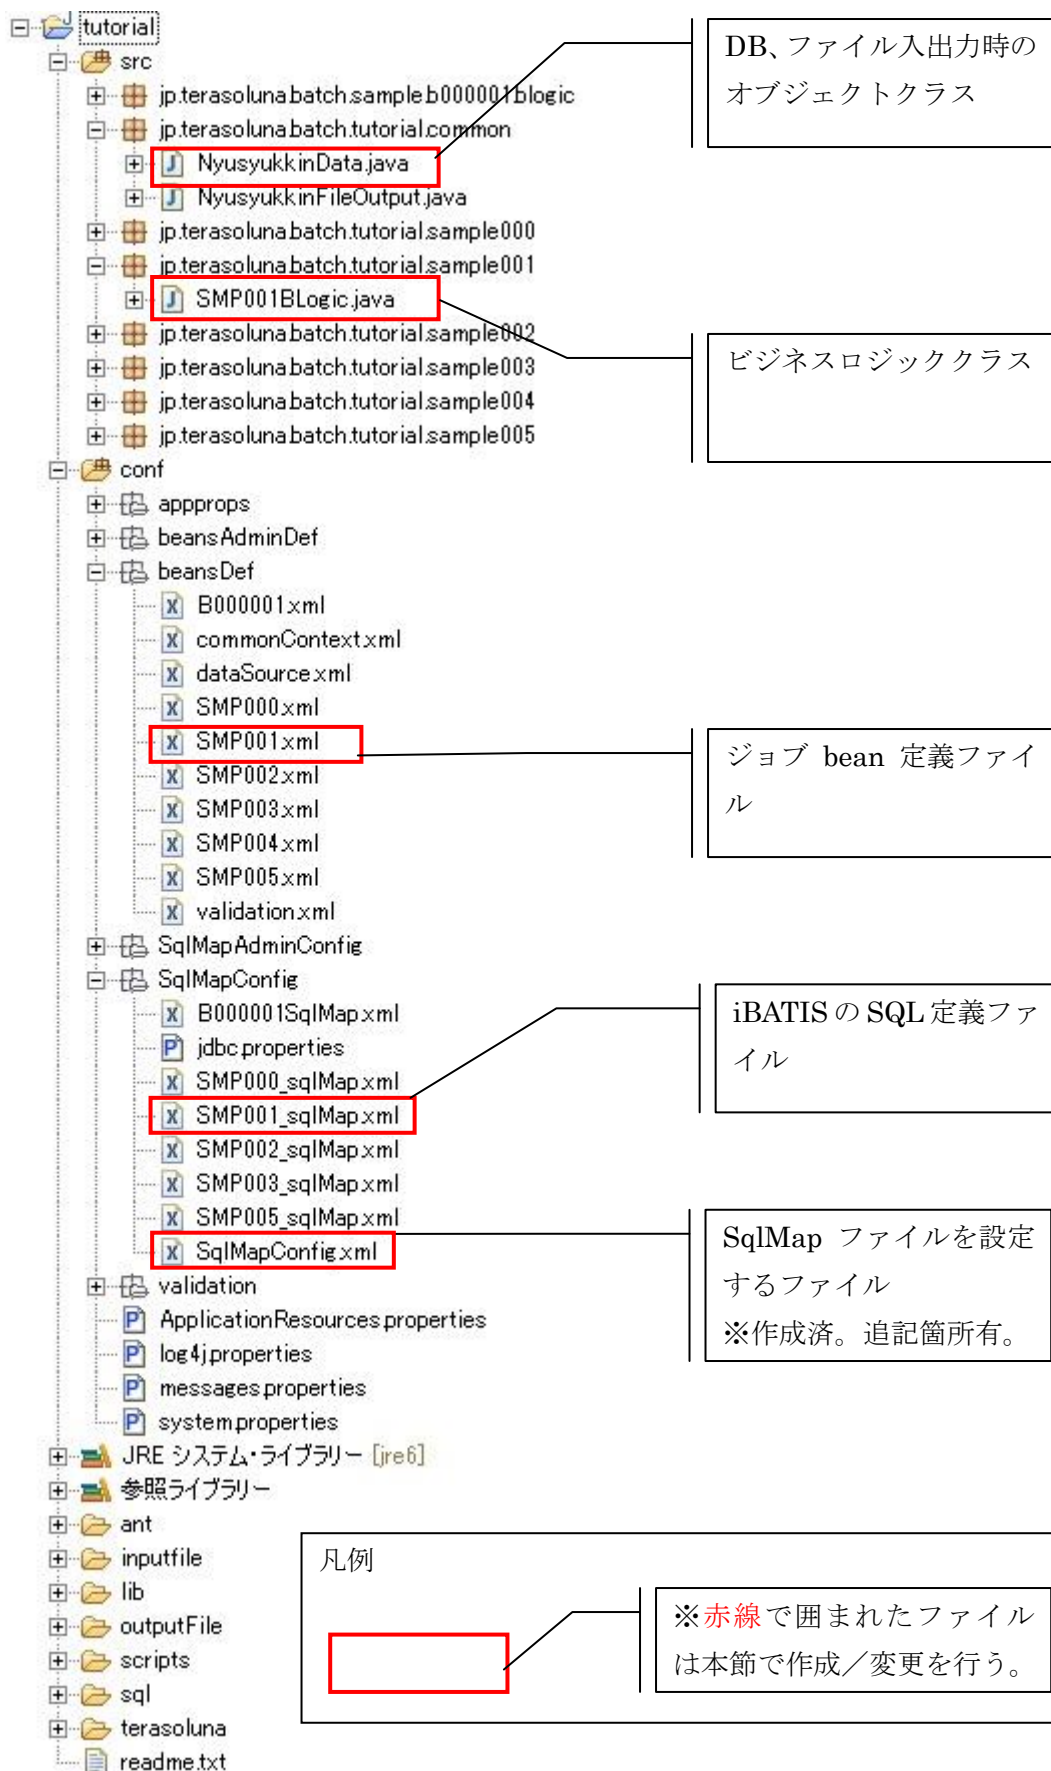 tutorial
src
jp.terasoluna.batch.sample.b000001.blogic
jp.terasoluna.batch.tutorial.common
NyusyukkinData.java
NyusyukkinFileOutput.java
jp.terasoluna.batch.tutorial.sample000
jp.terasoluna.batch.tutorial.sample001
SMP001BLogic.java
jp.terasoluna.batch.tutorial.sample002
jp.terasoluna.batch.tutorial.sample003
jp.terasoluna.batch.tutorial.sample004
jp.terasoluna.batch.tutorial.sample005
conf
appprops
beansAdminDef
beansDef
B000001.xml
commonContext.xml
dataSource.xml
SMP000.xml
SMP001.xml
SMP002.xml
SMP003.xml
SMP004.xml
SMP005.xml
validation.xml
SqlMapAdminConfig
SqlMapConfig
B000001SqlMap.xml
jdbc.properties
SMP000_sqlMap.xml
SMP001_sqlMap.xml
SMP002_sqlMap.xml
SMP003_sqlMap.xml
SMP005_sqlMap.xml
SqlMapConfig.xml
validation
ApplicationResources.properties
log4j.properties
messages.properties
system.properties
JRE システム・ライブラリー [jre6]
参照ライブラリー
ant
inputfile
lib
outputFile
scripts
sql
terasoluna
readme.txt
DB、ファイル入出力時の
オブジェクトクラス
ビジネスロジッククラス
ジョブ bean 定義ファイ
ル
iBATIS の SQL 定義ファ
イル
SqlMap ファイルを設定
するファイル
※作成済。追記箇所有。
凡例
※赤線で囲まれたファイル
は本節で作成／変更を行う。